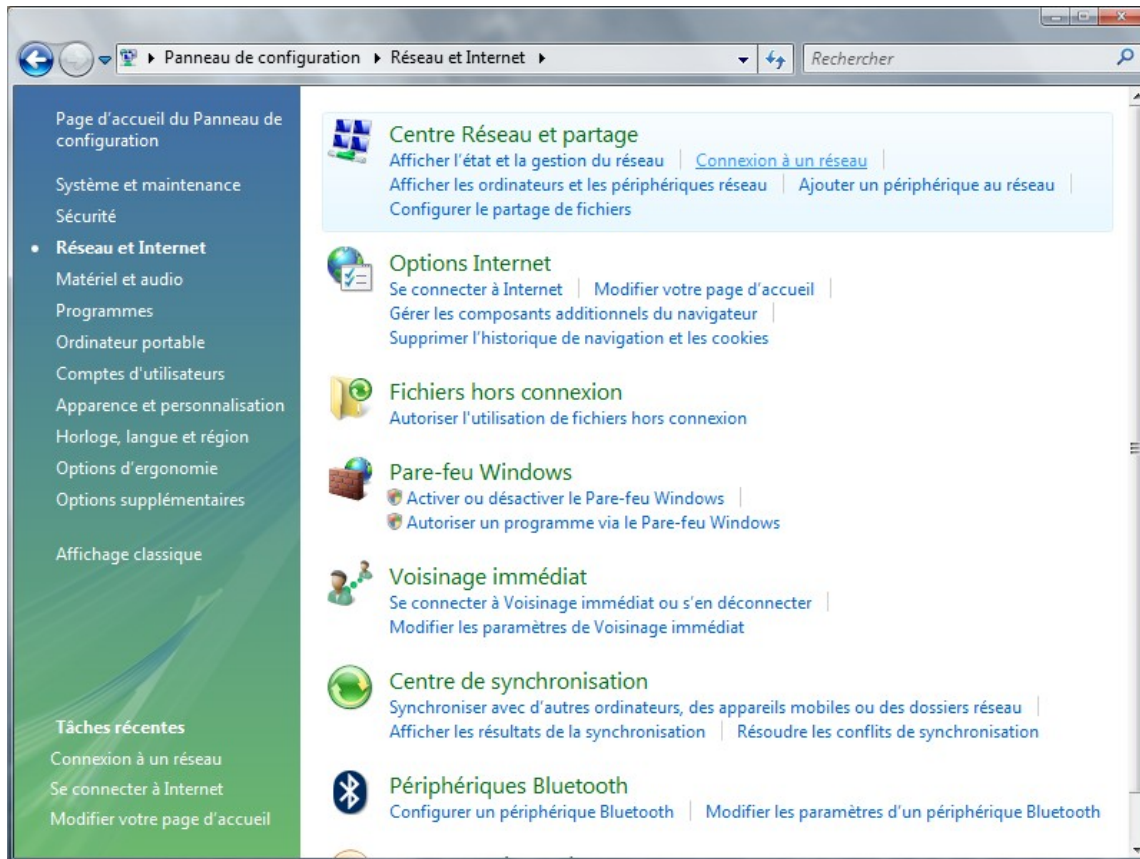 Panneau de configuration Réseau et Internet
Rechercher
Page d'accueil du Panneau de
configuration
Système et maintenance
Sécurité
Réseau et Internet
Matériel et audio
Programmes
Ordinateur portable
Comptes d'utilisateurs
Apparence et personnalisation
Horloge, langue et région
Options d'ergonomie
Options supplémentaires
Affichage classique
Tâches récentes
Connexion à un réseau
Se connecter à Internet
Modifier votre page d'accueil
Centre Réseau et partage
Afficher l'état et la gestion du réseau Connexion à un réseau
Afficher les ordinateurs et les périphériques réseau Ajouter un périphérique au réseau
Configurer le partage de fichiers
Options Internet
Se connecter à Internet Modifier votre page d'accueil
Gérer les composants additionnels du navigateur
Supprimer l'historique de navigation et les cookies
Fichiers hors connexion
Autoriser l'utilisation de fichiers hors connexion
Pare-feu Windows
Activer ou désactiver le Pare-feu Windows
Autoriser un programme via le Pare-feu Windows
Voisinage immédiat
Se connecter à Voisinage immédiat ou s'en déconnecter
Modifier les paramètres de Voisinage immédiat
Centre de synchronisation
Synchroniser avec d'autres ordinateurs, des appareils mobiles ou des dossiers réseau
Afficher les résultats de la synchronisation Résoudre les conflits de synchronisation
Périphériques Bluetooth
Configurer un périphérique Bluetooth Modifier les paramètres d'un périphérique Bluetooth